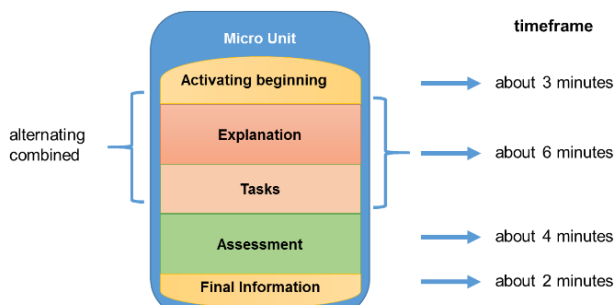 timeframe
Micro Unit
Activating beginning
about 3 minutes
alternating
combined
Explanation
about 6 minutes
Tasks
Assessment
about 4 minutes
Final Information
about 2 minutes